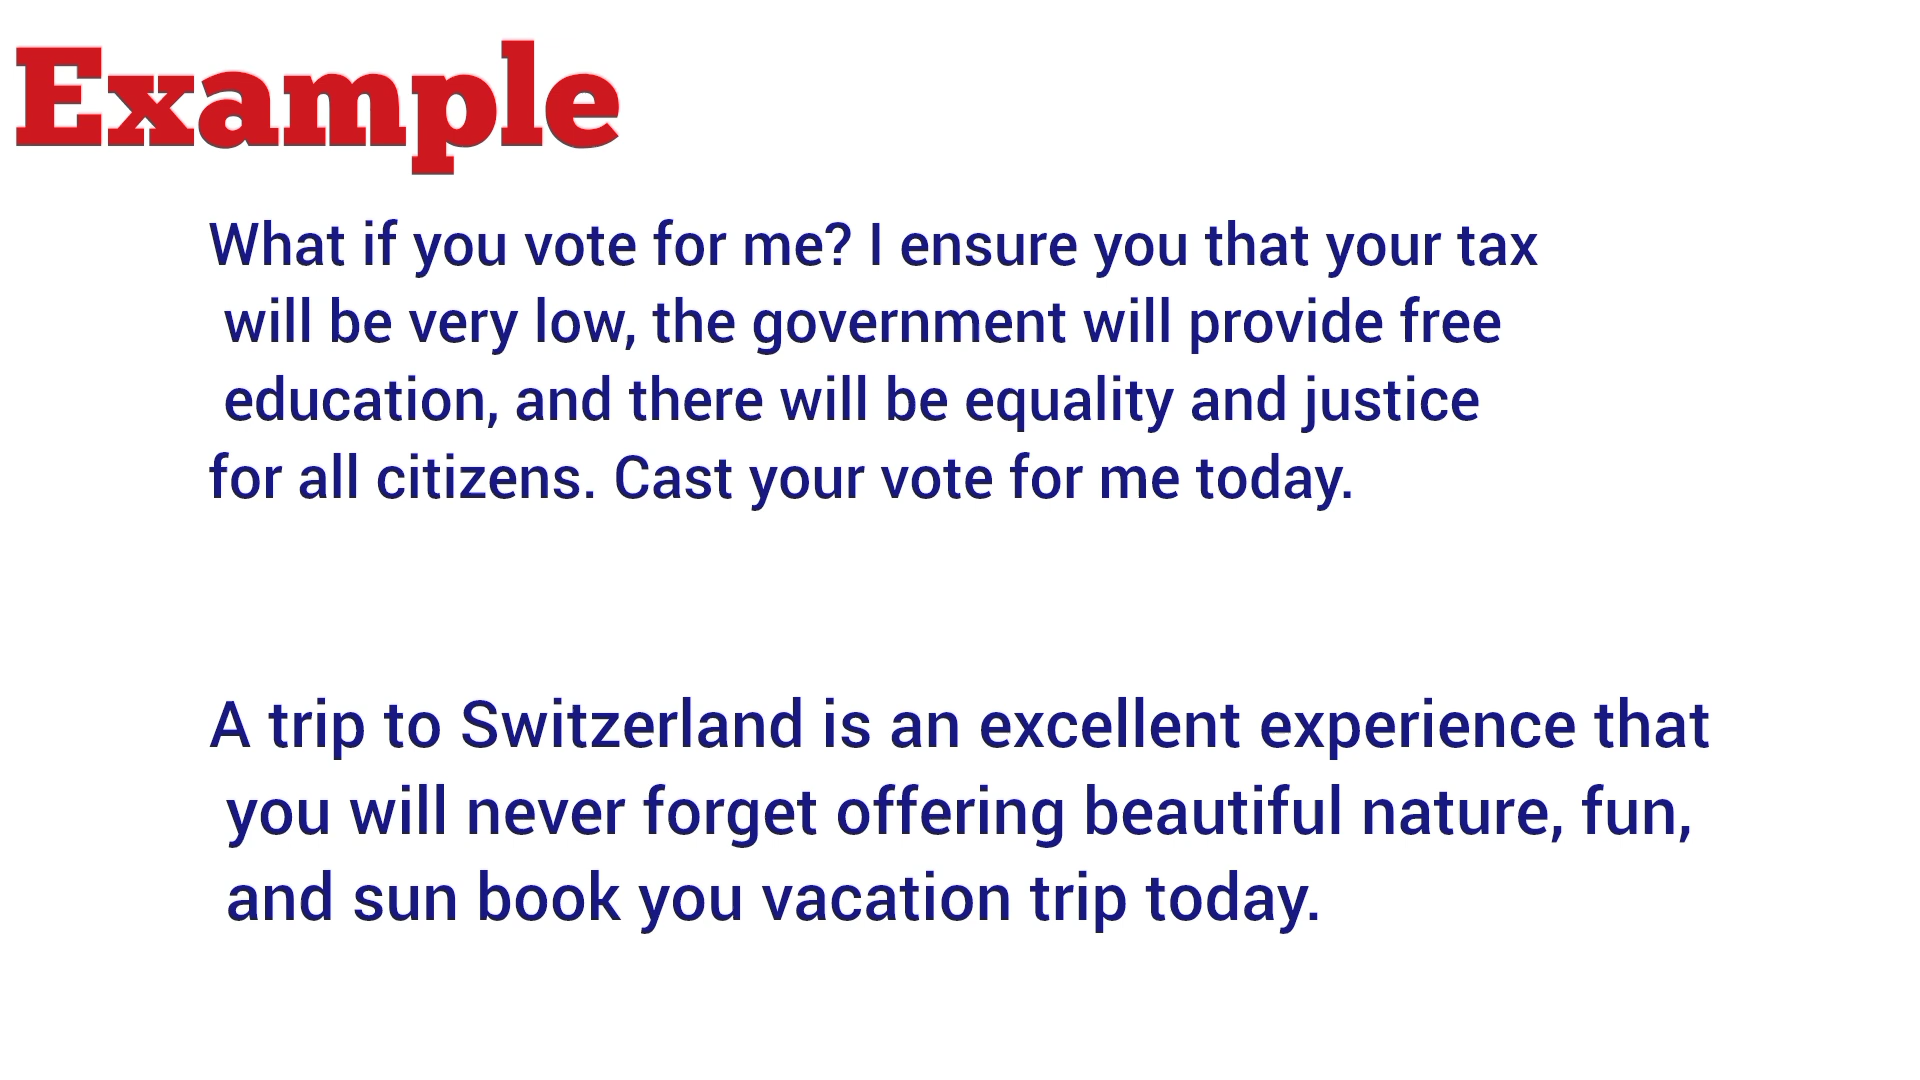 Example
What if you vote for me? I ensure you that your tax
will be very low, the government will provide free
education, and there will be equality and justice
for all citizens. Cast your vote for me today.
A trip to Switzerland is an excellent experience that
you will never forget offering beautiful nature, fun,
and sun book you vacation trip today.